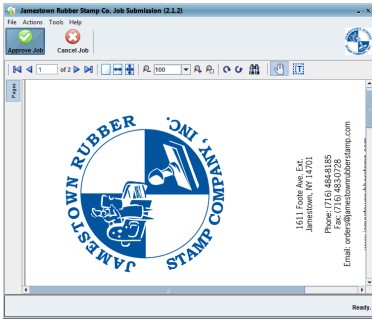 Jamestown Rubber Stamp Co. Job Submission (2.1.2)
File Actions Tools Help
Approve Job Cancel Job
1 of 2 100
Pages
JAMESTOWN RUBBER
STAMP COMPANY, INC.
1611 Foote Ave. Ext.
Jamestown, NY 14701
Phone: (716) 484-8185
Fax: (716) 483-0728
Email: orders@jamestownrubberstamp.com
Ready.